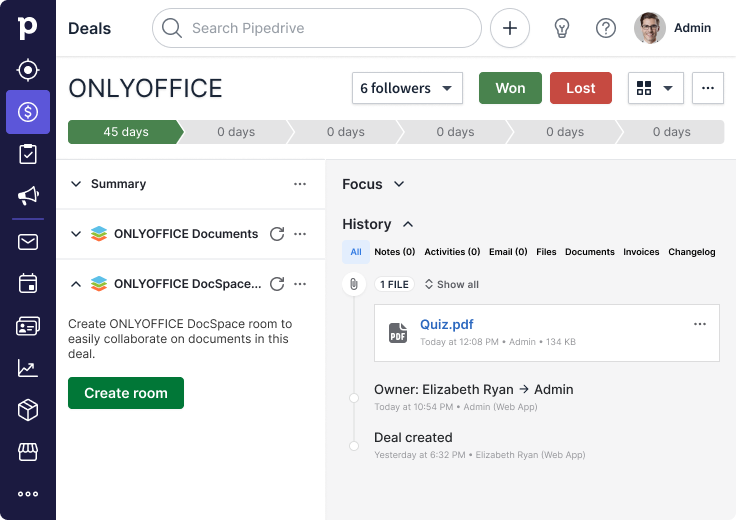 Deals
Search Pipedrive
Admin
ONLYOFFICE
6 followers
Won
Lost
45 days
0 days
0 days
0 days
0 days
0 days
Summary
ONLYOFFICE Documents
ONLYOFFICE DocSpace...
Create ONLYOFFICE DocSpace room to
easily collaborate on documents in this
deal.
Create room
Focus
History
All
Notes (0)
Activities (0)
Email (0)
Files
Documents
Invoices
Changelog
1 FILE
Show all
PDF
Quiz.pdf
Today at 12:08 PM • Admin • 134 KB
Owner: Elizabeth Ryan → Admin
Today at 10:54 PM • Admin (Web App)
Deal created
Yesterday at 6:32 PM • Elizabeth Ryan (Web App)